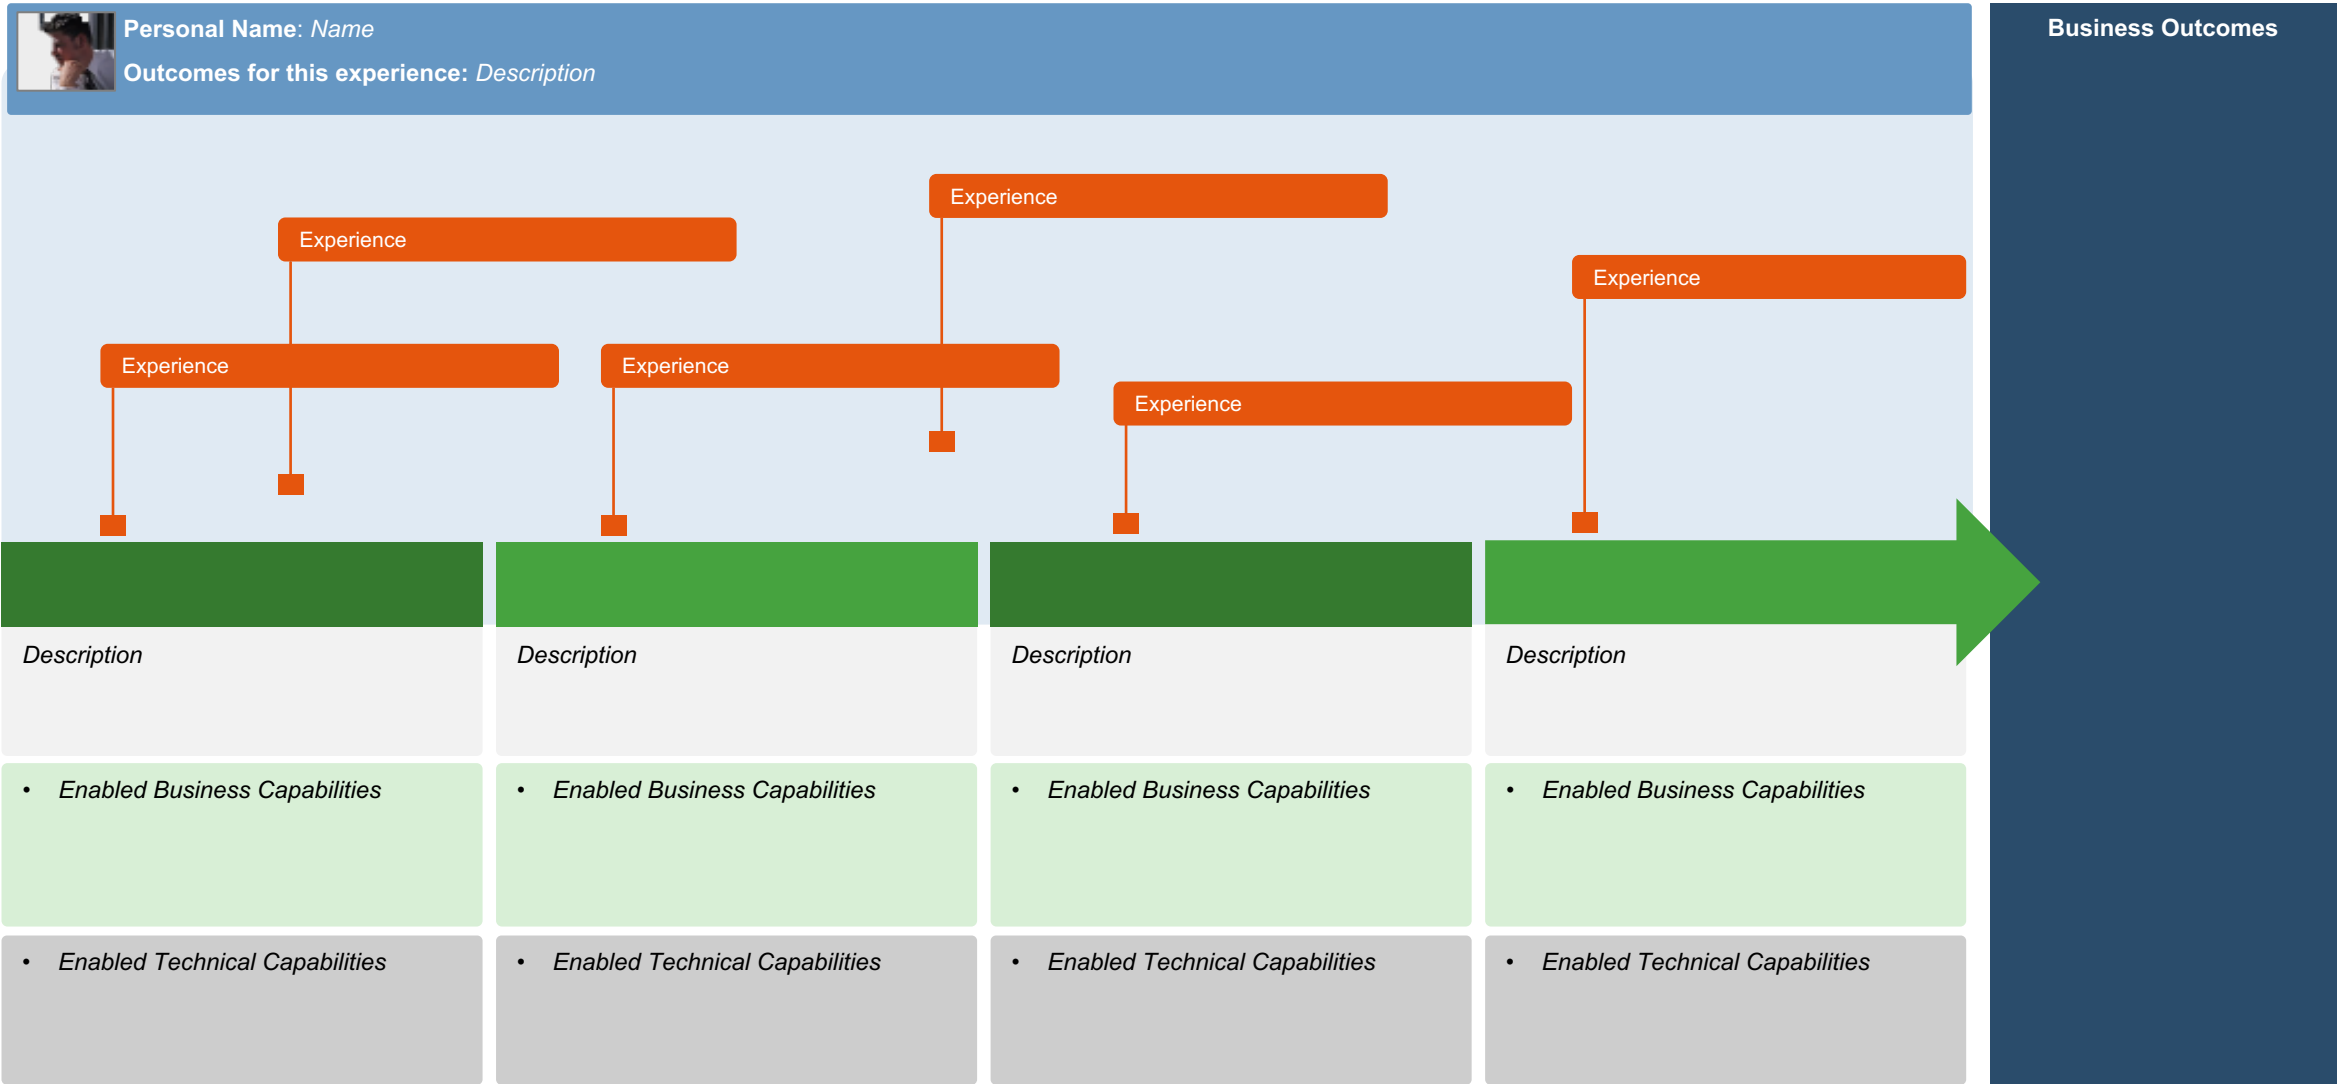 Personal Name: Name
Outcomes for this experience: Description
Business Outcomes
Experience
Experience
Experience
Experience
Experience
Experience
Description
Description
Description
Description
• Enabled Business Capabilities
• Enabled Business Capabilities
• Enabled Business Capabilities
• Enabled Business Capabilities
• Enabled Technical Capabilities
• Enabled Technical Capabilities
• Enabled Technical Capabilities
• Enabled Technical Capabilities